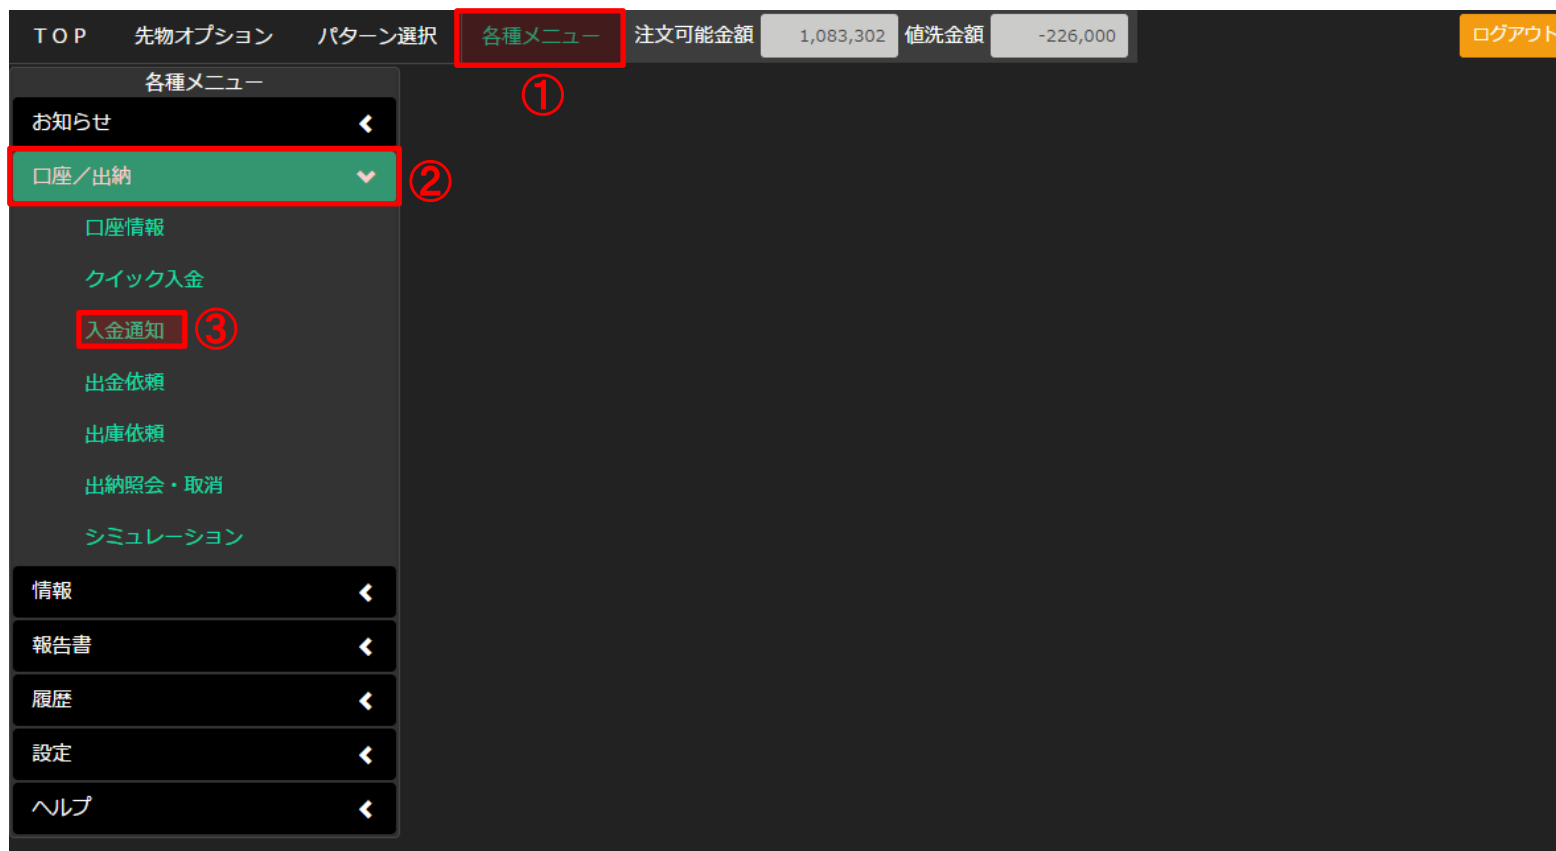 TOP 先物オプション パターン選択 各種メニュー 注文可能金額 1,083,302 値洗金額 -226,000 ログアウト
①
各種メニュー
お知らせ
口座／出納 ②
口座情報
クイック入金
入金通知 ③
出金依頼
出庫依頼
出納照会・取消
シミュレーション
情報
報告書
履歴
設定
ヘルプ